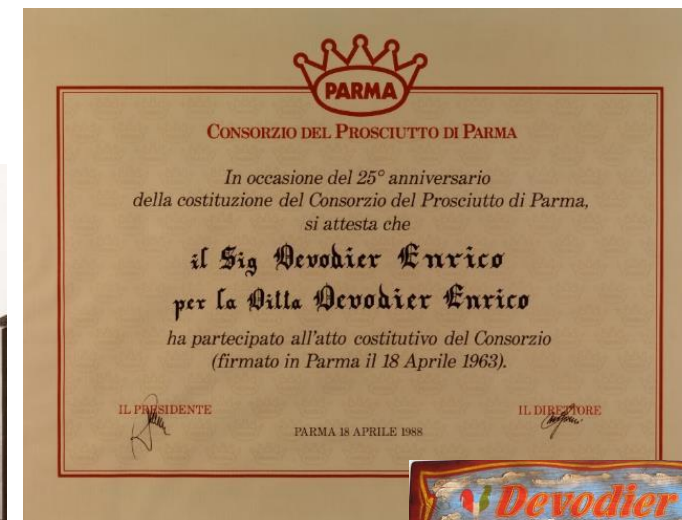 PARMA
CONSORZIO DEL PROSCIUTTO DI PARMA
In occasione del 25° anniversario
della costituzione del Consorzio del Prosciutto di Parma,
si attesta che
il Sig Devodier Enrico
per la Ditta Devodier Enrico
ha partecipato all'atto costitutivo del Consorzio
(firmato in Parma il 18 Aprile 1963).
IL PRESIDENTE
IL DIRETTORE
PARMA 18 APRILE 1988
Devodier